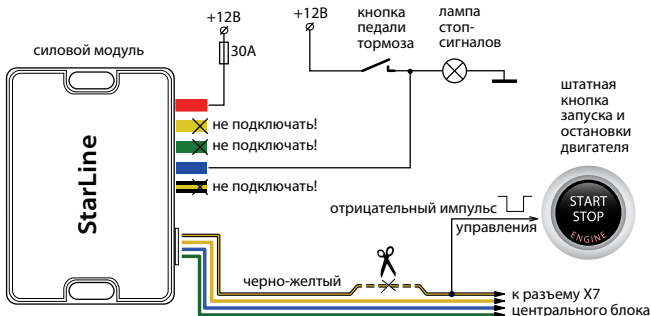 +12В
+12В
кнопка
педали
тормоза
лампа
стоп-
сигналов
силовой модуль
30А
штатная
кнопка
запуска и
остановки
двигателя
не подключать!
не подключать!
StarLine
не подключать!
START
STOP
ENGINE
отрицательный импульс
управления
черно-желтый
к разъему X7
центрального блока